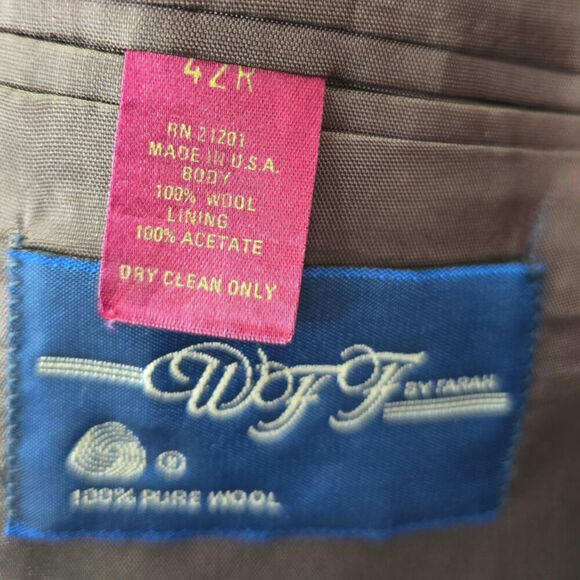 42R
RN 21201
MADE IN U.S.A.
BODY
100% WOOL
LINING
100% ACETATE
DRY CLEAN ONLY
W'F F BY FARAH
®
100% PURE WOOL